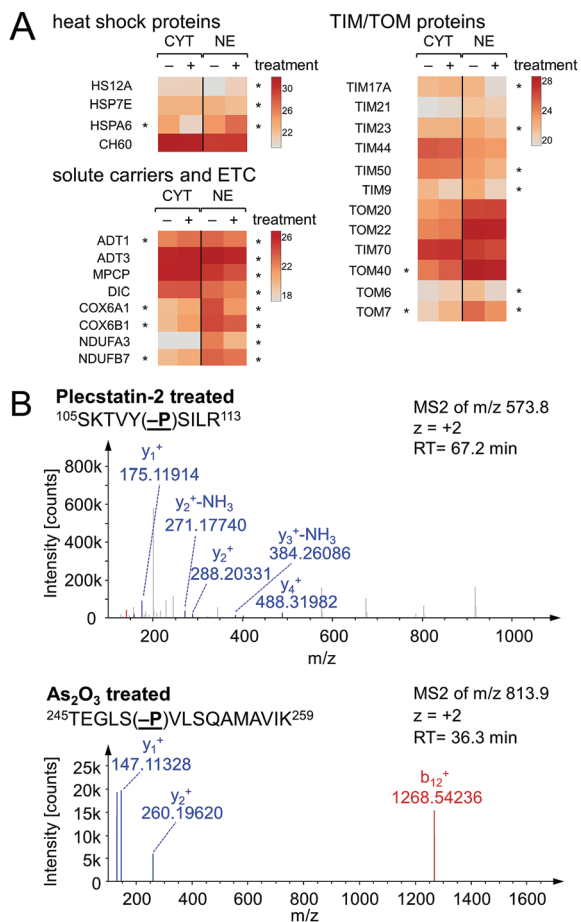 A
heat shock proteins
CYT NE
– + – + treatment
HS12A *
HSP7E *
HSPA6 * *
CH60
30
26
22
solute carriers and ETC
CYT NE
– + – + treatment
ADT1 * *
ADT3 *
MPCP *
DIC *
COX6A1 * *
COX6B1 * *
NDUFA3 *
NDUFB7 * *
26
22
18
TIM/TOM proteins
CYT NE
– + – + treatment
TIM17A *
TIM21
TIM23 *
TIM44
TIM50 *
TIM9 *
TOM20
TOM22
TIM70
TOM40 *
TOM6 *
TOM7 * *
28
24
20
B
Plecstatin-2 treated
¹⁰⁵SKTVY(–P)SILR¹¹³
MS2 of m/z 573.8
z = +2
RT= 67.2 min
Intensity [counts]
800k
600k
400k
200k
0
y₁⁺
175.11914
y₂⁺-NH₃
271.17740
y₂⁺
288.20331
y₃⁺-NH₃
384.26086
y₄⁺
488.31982
200 400 600 800 1000
m/z
As₂O₃ treated
²⁴⁵TEGLS(–P)VLSQAMAVIK²⁵⁹
MS2 of m/z 813.9
z = +2
RT= 36.3 min
Intensity [counts]
25k
20k
15k
10k
5k
0
y₁⁺
147.11328
y₂⁺
260.19620
b₁₂⁺
1268.54236
200 400 600 800 1000 1200 1400 1600
m/z